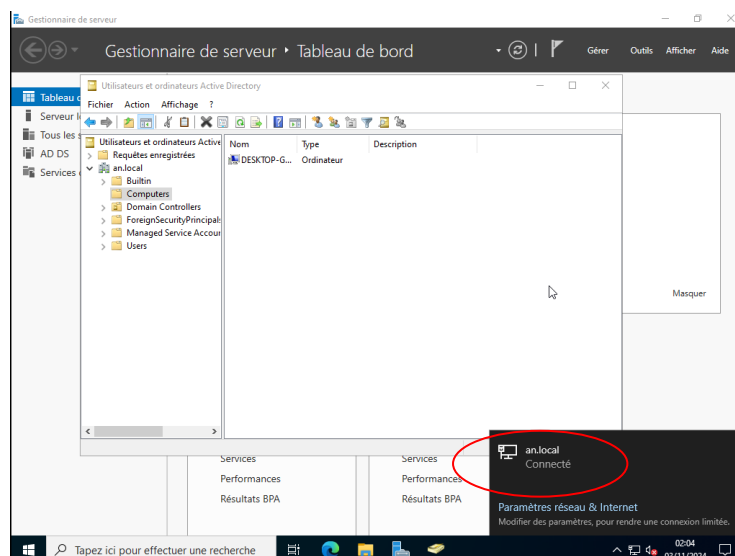 Gestionnaire de serveur
Gestionnaire de serveur Tableau de bord
Gérer Outils Afficher Aide
Utilisateurs et ordinateurs Active Directory
Fichier Action Affichage ?
Tableau
Serveur
Tous les
AD DS
Services
Utilisateurs et ordinateurs Active
Requêtes enregistrées
an.local
Builtin
Computers
Domain Controllers
ForeignSecurityPrincipals
Managed Service Accour
Users
Nom Type Description
DESKTOP-G... Ordinateur
Masquer
Services
Performances
Résultats BPA
Services
Performances
Résultats BPA
an.local
Connecté
Paramètres réseau & Internet
Modifier des paramètres, pour rendre une connexion limitée.
Tapez ici pour effectuer une recherche
02:04
03/11/2024